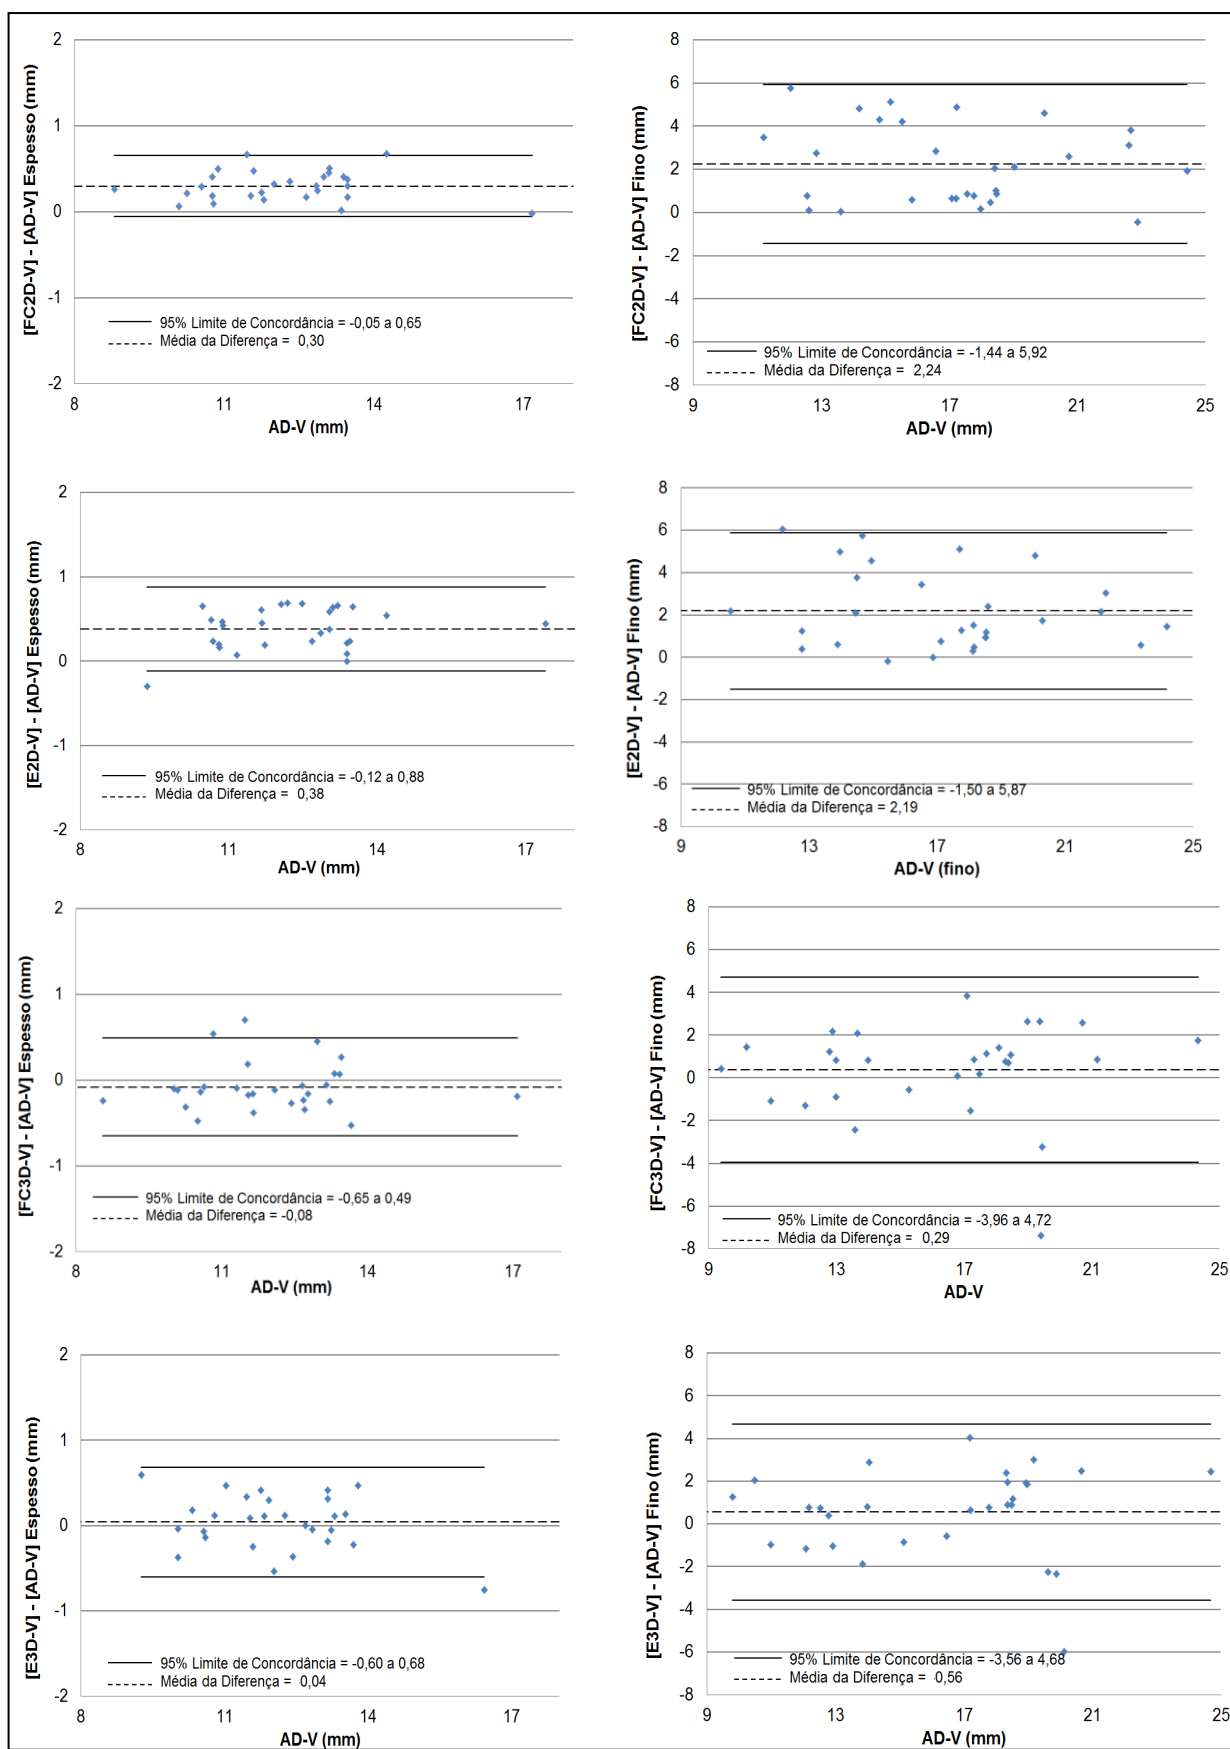 2
1
0
-1
-2
[FC2D-V] - [AD-V] Espesso (mm)
95% Limite de Concordância = -0,05 a 0,65
Média da Diferença = 0,30
8 11 14 17
AD-V (mm)
8
6
4
2
0
-2
-4
-6
-8
[FC2D-V] - [AD-V] Fino (mm)
95% Limite de Concordância = -1,44 a 5,92
Média da Diferença = 2,24
9 13 17 21 25
AD-V (mm)
2
1
0
-1
-2
[E2D-V] - [AD-V] Espesso (mm)
95% Limite de Concordância = -0,12 a 0,88
Média da Diferença = 0,38
8 11 14 17
AD-V (mm)
8
6
4
2
0
-2
-4
-6
-8
[E2D-V] - [AD-V] Fino (mm)
95% Limite de Concordância = -1,50 a 5,87
Média da Diferença = 2,19
9 13 17 21 25
AD-V (fino)
2
1
0
-1
-2
[FC3D-V] - [AD-V] Espesso (mm)
95% Limite de Concordância = -0,65 a 0,49
Média da Diferença = -0,08
8 11 14 17
AD-V (mm)
8
6
4
2
0
-2
-4
-6
-8
[FC3D-V] - [AD-V] Fino (mm)
95% Limite de Concordância = -3,96 a 4,72
Média da Diferença = 0,29
9 13 17 21 25
AD-V
2
1
0
-1
-2
[E3D-V] - [AD-V] Espesso (mm)
95% Limite de Concordância = -0,60 a 0,68
Média da Diferença = 0,04
8 11 14 17
AD-V (mm)
8
6
4
2
0
-2
-4
-6
-8
[E3D-V] - [AD-V] Fino (mm)
95% Limite de Concordância = -3,56 a 4,68
Média da Diferença = 0,56
9 13 17 21 25
AD-V (mm)